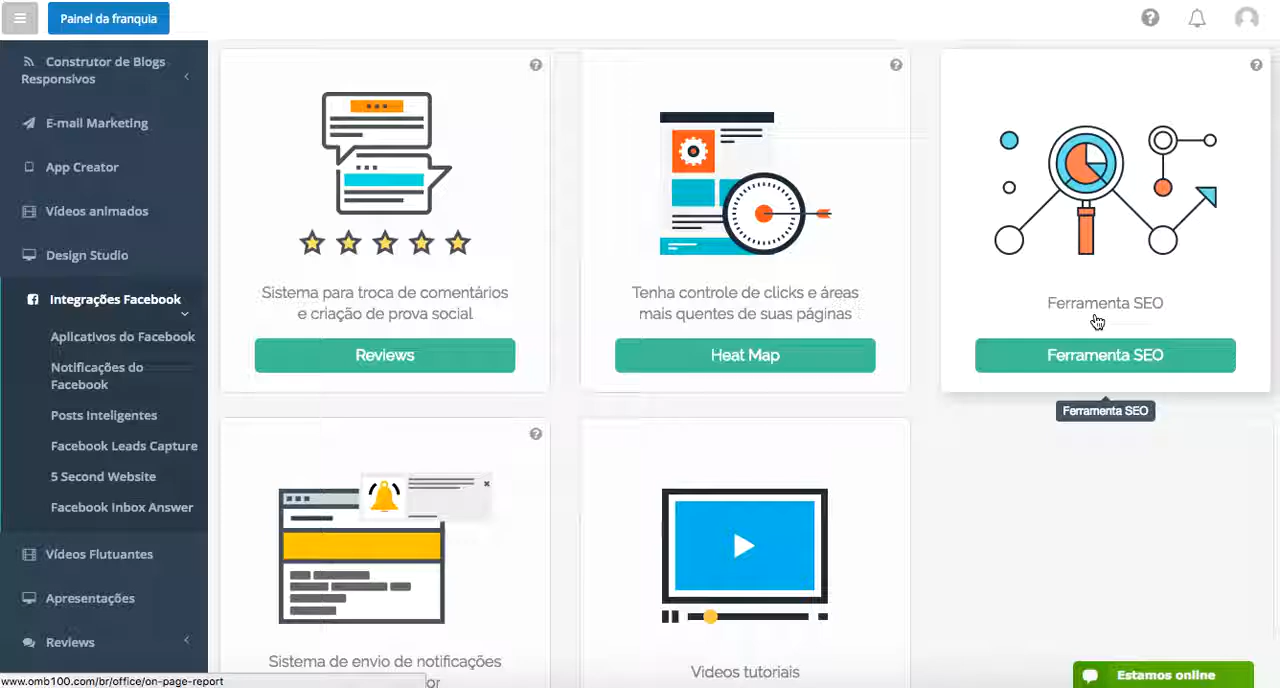 Painel da franquia
Construtor de Blogs
Responsivos
E-mail Marketing
App Creator
Vídeos animados
Design Studio
Integrações Facebook
Aplicativos do Facebook
Notificações do
Facebook
Posts Inteligentes
Facebook Leads Capture
5 Second Website
Facebook Inbox Answer
Vídeos Flutuantes
Apresentações
Reviews
Sistema para troca de comentários
e criação de prova social
Reviews
Tenha controle de clicks e áreas
mais quentes de suas páginas
Heat Map
Ferramenta SEO
Ferramenta SEO
Ferramenta SEO
Sistema de envio de notificações
or
Videos tutoriais
www.omb100.com/br/office/on-page-report
Estamos online